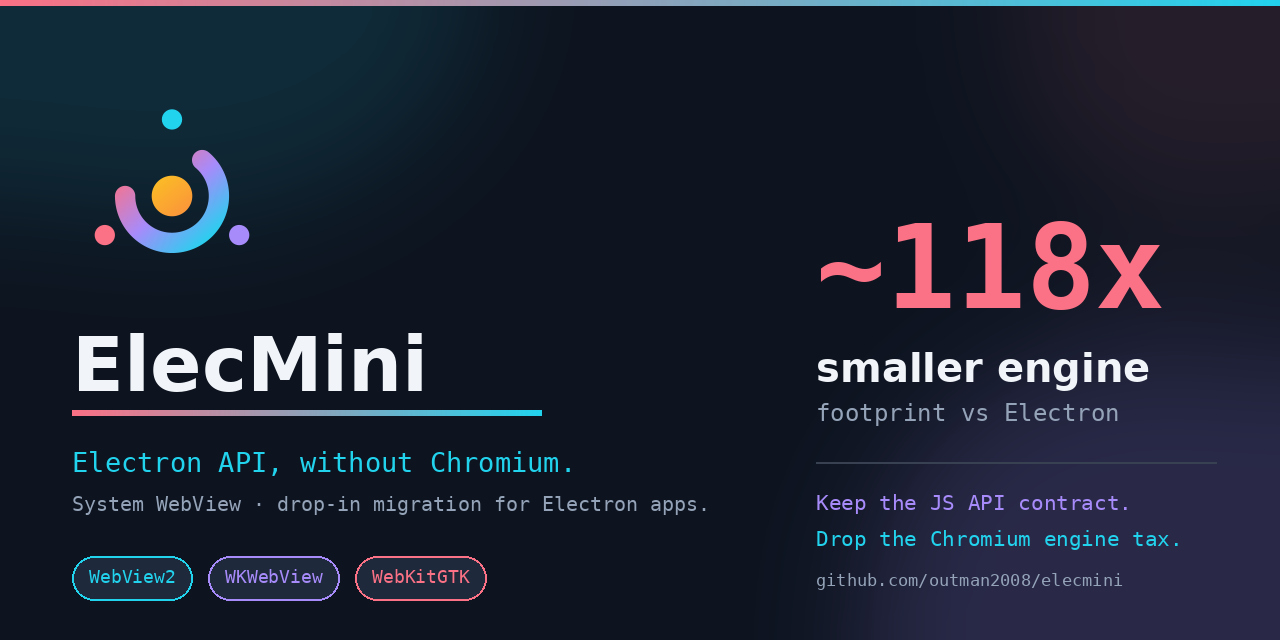 ElecMini
Electron API, without Chromium.
System WebView · drop-in migration for Electron apps.
WebView2
WKWebView
WebKitGTK
~118x
smaller engine
footprint vs Electron
Keep the JS API contract.
Drop the Chromium engine tax.
github.com/outman2008/elecmini